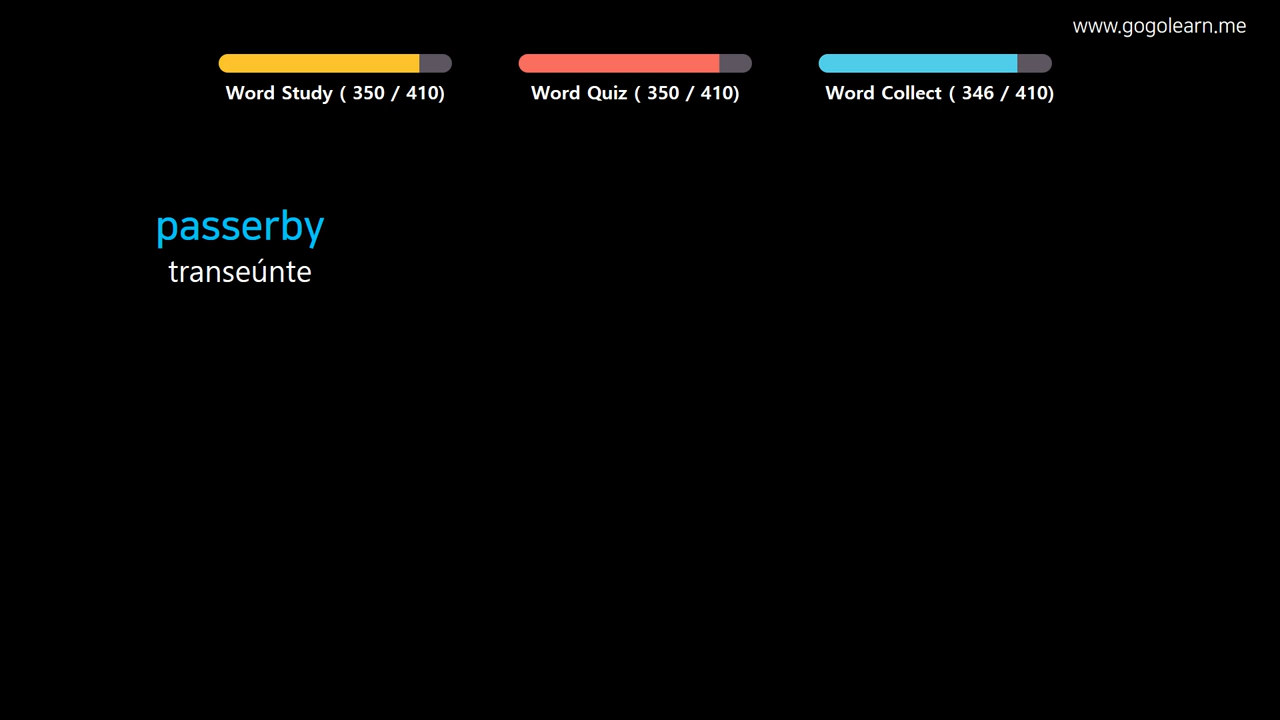 www.gogolearn.me
Word Study ( 350 / 410)
Word Quiz ( 350 / 410)
Word Collect ( 346 / 410)
passerby
transeúnte